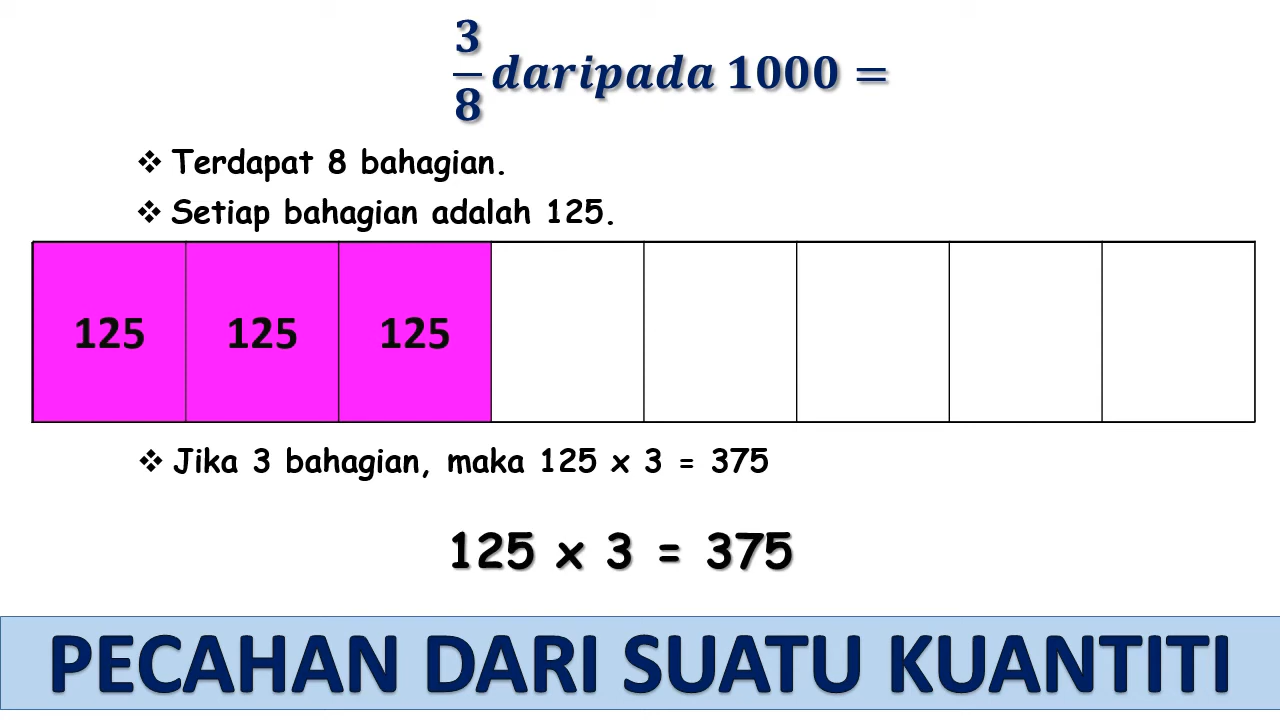 3/8 daripada 1000 =
❖ Terdapat 8 bahagian.
❖ Setiap bahagian adalah 125.
125 125 125
❖ Jika 3 bahagian, maka 125 x 3 = 375
125 x 3 = 375
PECAHAN DARI SUATU KUANTITI